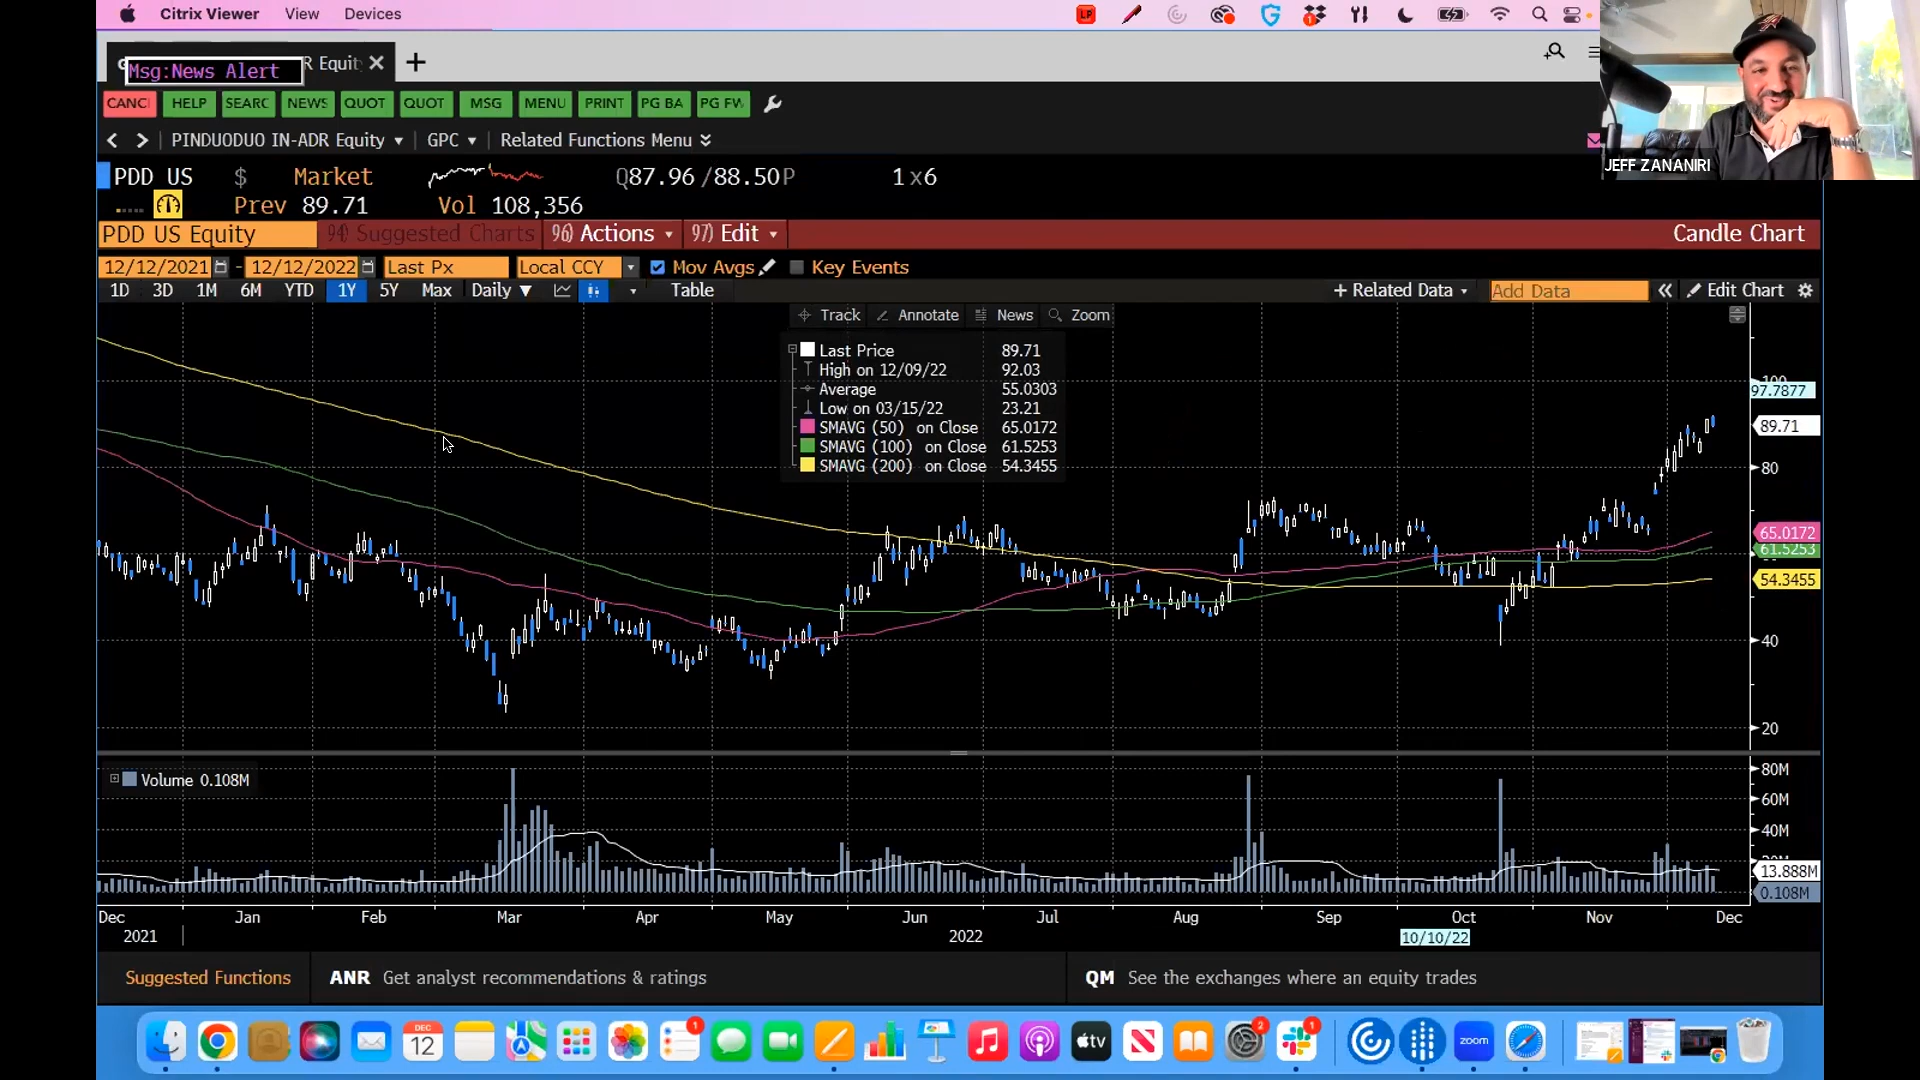 Citrix Viewer View Devices
Msg:News Alert R Equit
CANC HELP SEARC NEWS QUOT QUOT MSG MENU PRINT PG BA PG FW
PINDUODUO IN-ADR Equity GPC Related Functions Menu
JEFF ZANANIRI
PDD US $ Market Q87.96/88.50P 1x6
Prev 89.71 Vol 108,356
PDD US Equity 94) Suggested Charts 96) Actions 97) Edit Candle Chart
12/12/2021 - 12/12/2022 Last Px Local CCY Mov Avgs Key Events
1D 3D 1M 6M YTD 1Y 5Y Max Daily Table + Related Data Add Data Edit Chart
Track Annotate News Zoom
Last Price 89.71
High on 12/09/22 92.03
Average 55.0303
Low on 03/15/22 23.21
SMAVG (50) on Close 65.0172
SMAVG (100) on Close 61.5253
SMAVG (200) on Close 54.3455
97.7877
89.71
80
65.0172
61.5253
54.3455
40
20
Volume 0.108M
80M
60M
40M
13.888M
0.108M
Dec Jan Feb Mar Apr May Jun Jul Aug Sep Oct Nov Dec
2021 2022 10/10/22
Suggested Functions ANR Get analyst recommendations & ratings QM See the exchanges where an equity trades
DEC
12
1
tv
2
1
zoom